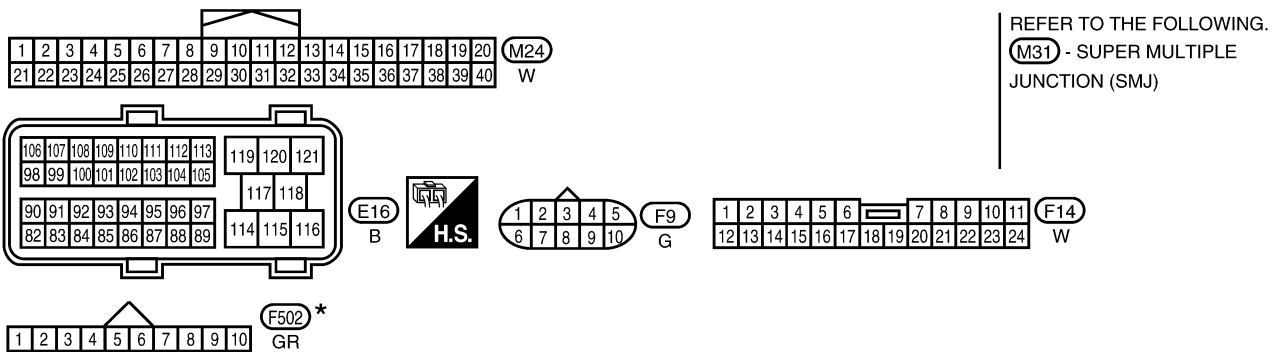 1 2 3 4 5 6 7 8 9 10 11 12 13 14 15 16 17 18 19 20 M24
21 22 23 24 25 26 27 28 29 30 31 32 33 34 35 36 37 38 39 40 W
REFER TO THE FOLLOWING.
M31 - SUPER MULTIPLE
JUNCTION (SMJ)
106 107 108 109 110 111 112 113 119 120 121
98 99 100 101 102 103 104 105
117 118
90 91 92 93 94 95 96 97
82 83 84 85 86 87 88 89 114 115 116
E16
B
H.S.
1 2 3 4 5 F9
6 7 8 9 10 G
1 2 3 4 5 6 7 8 9 10 11 F14
12 13 14 15 16 17 18 19 20 21 22 23 24 W
F502 *
1 2 3 4 5 6 7 8 9 10 GR